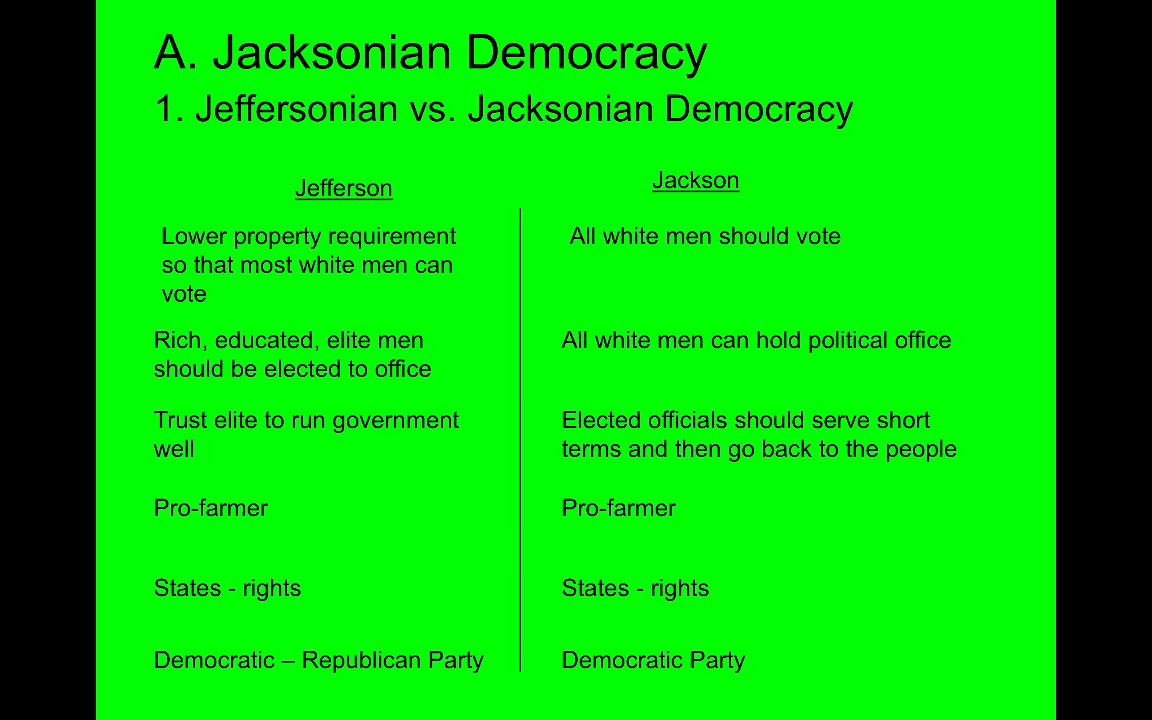 A. Jacksonian Democracy
1. Jeffersonian vs. Jacksonian Democracy
Jefferson
Lower property requirement
so that most white men can
vote
Rich, educated, elite men
should be elected to office
Trust elite to run government
well
Pro-farmer
States - rights
Democratic – Republican Party
Jackson
All white men should vote
All white men can hold political office
Elected officials should serve short
terms and then go back to the people
Pro-farmer
States - rights
Democratic Party